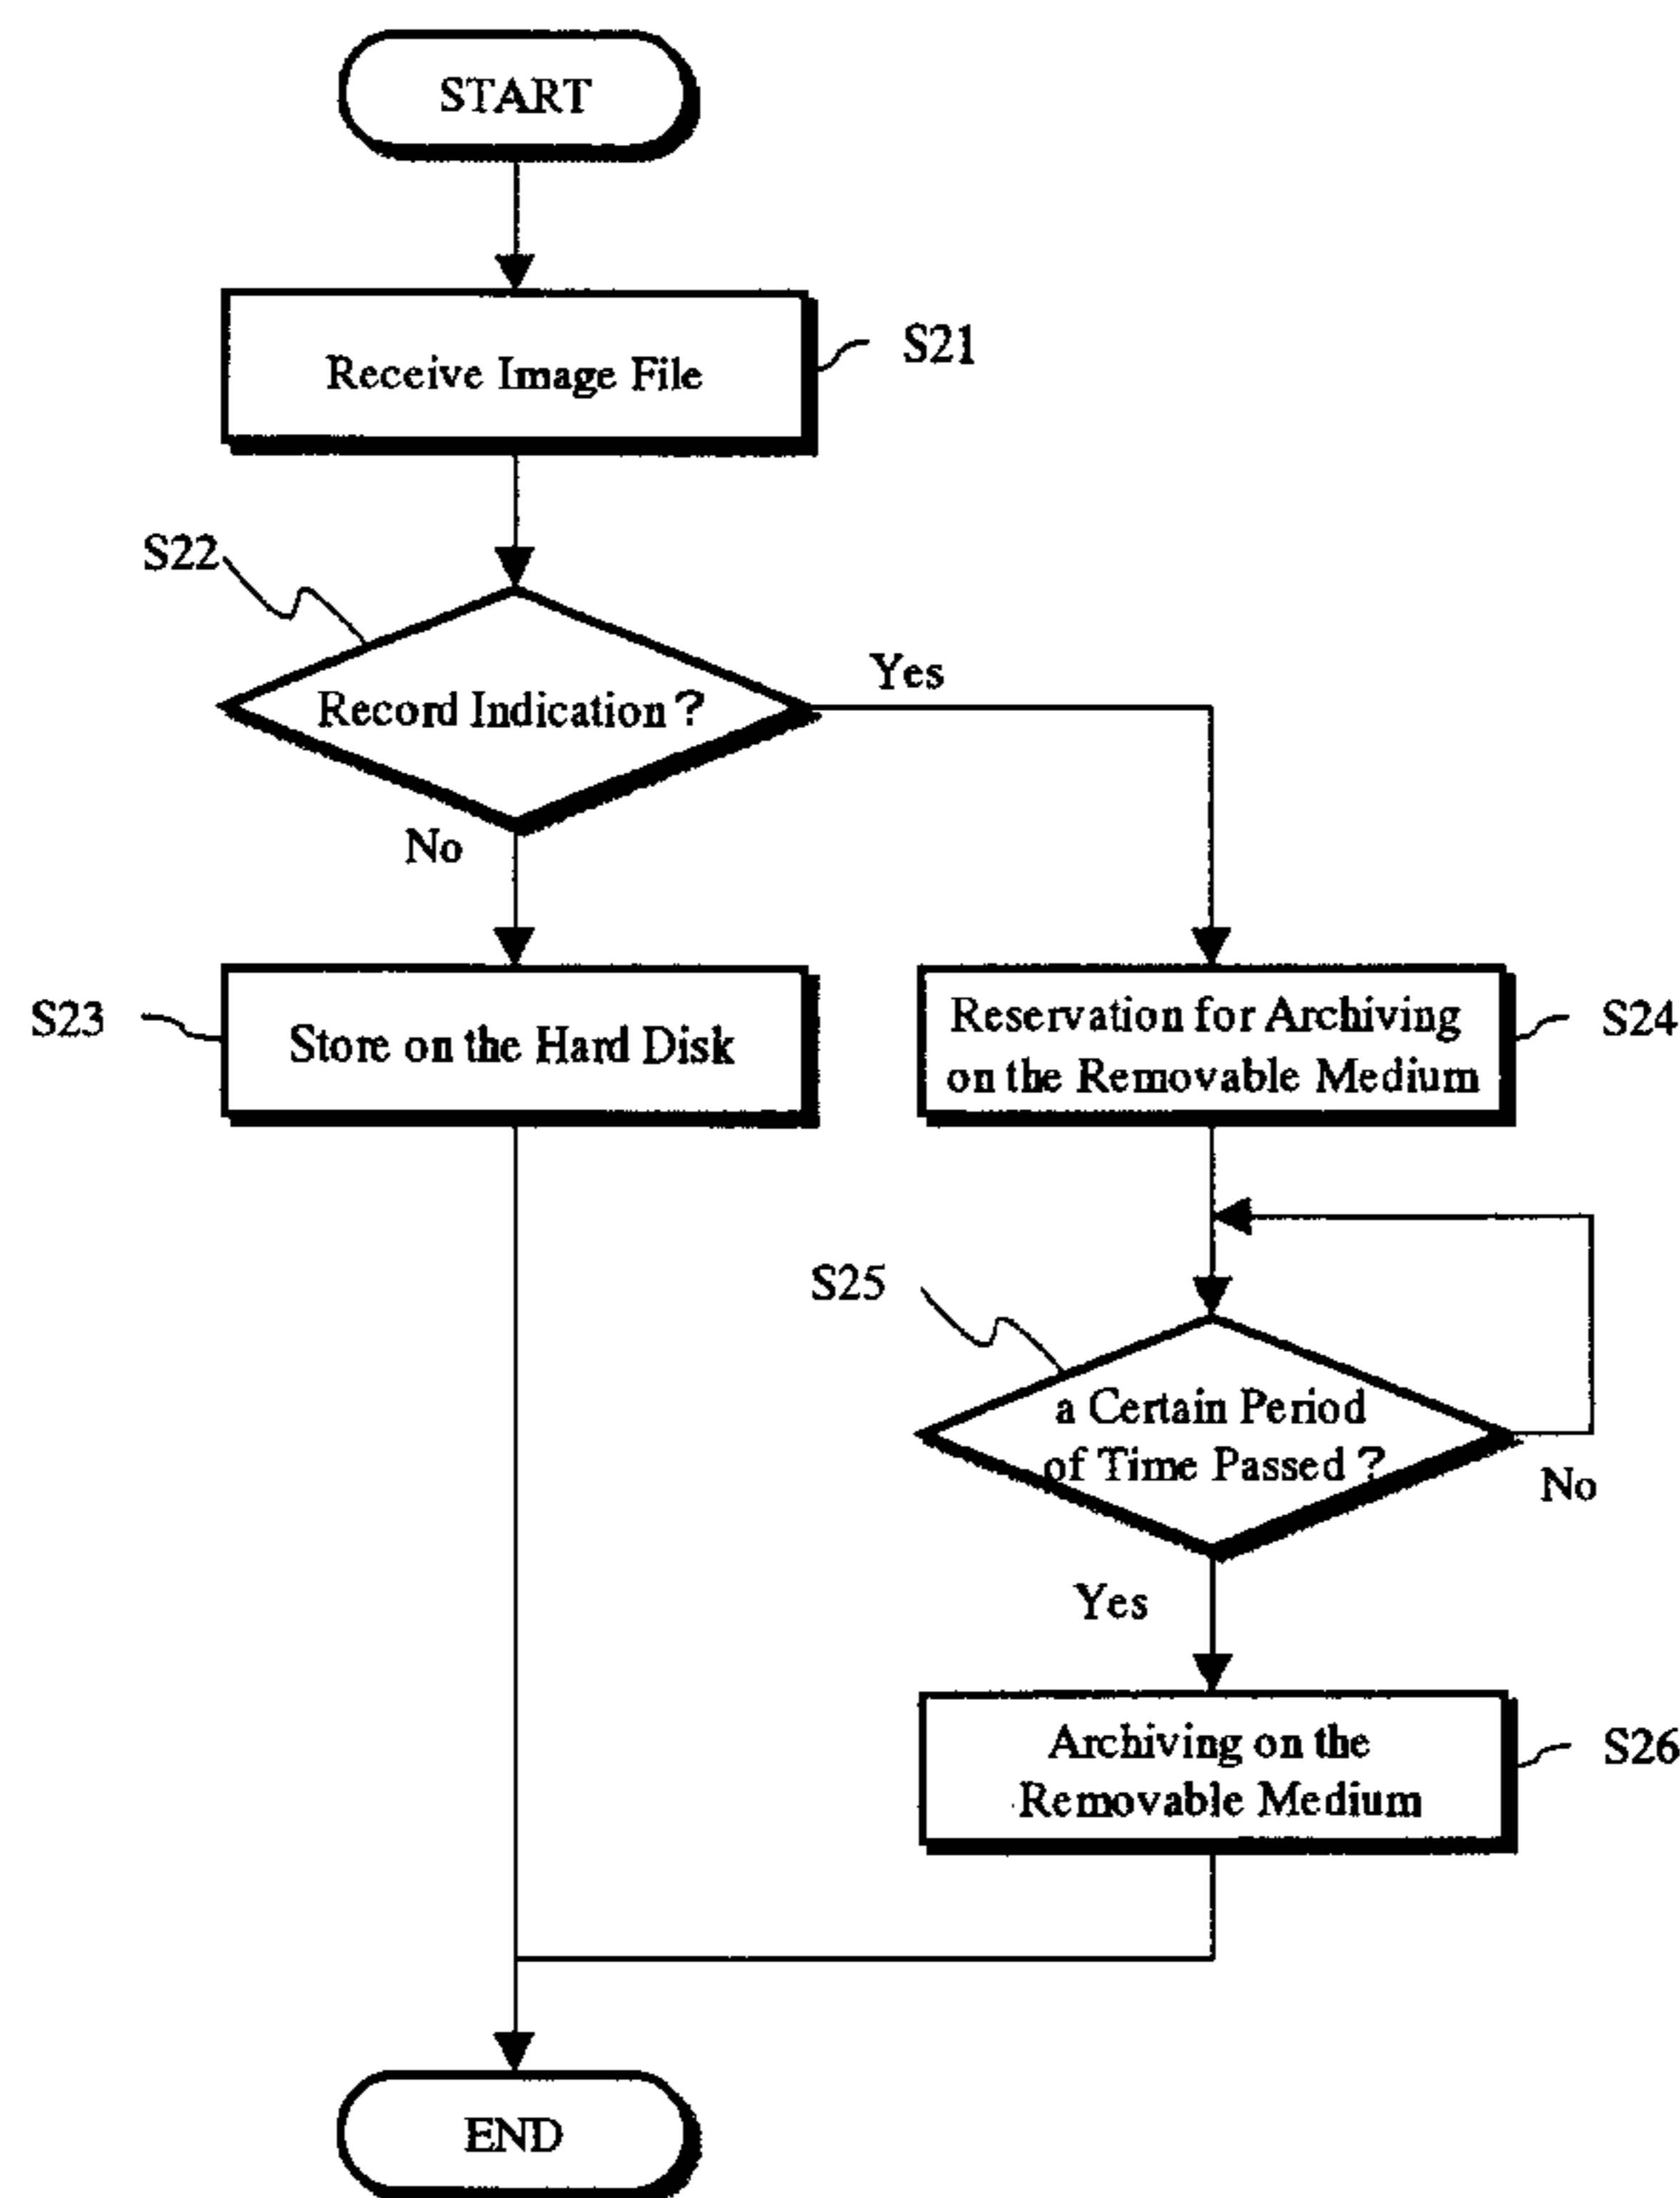 START
Receive Image File
S21
S22
Record Indication ?
Yes
No
S23
Store on the Hard Disk
Reservation for Archiving
on the Removable Medium
S24
S25
a Certain Period
of Time Passed ?
No
Yes
Archiving on the
Removable Medium
S26
END